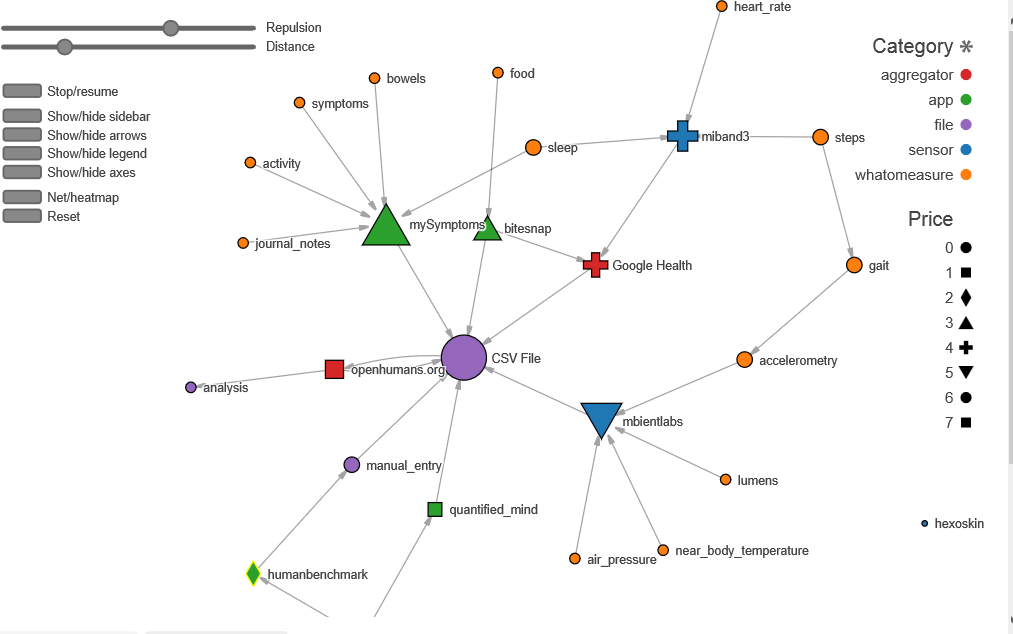 Repulsion
Distance
Stop/resume
Show/hide sidebar
Show/hide arrows
Show/hide legend
Show/hide axes
Net/heatmap
Reset
heart_rate
bowels
food
symptoms
sleep
miband3
steps
activity
mySymptoms
bitesnap
journal_notes
Google Health
gait
CSV File
openhumans.org
accelerometry
analysis
mbientlabs
manual_entry
lumens
quantified_mind
near_body_temperature
air_pressure
humanbenchmark
hexoskin
Category *
aggregator
app
file
sensor
whatomeasure
Price
0
1
2
3
4
5
6
7